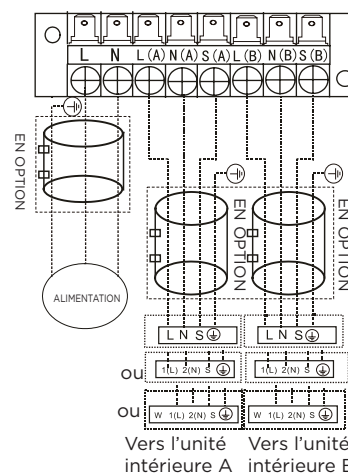 L N L(A) N(A) S(A) L(B) N(B) S(B)
EN OPTION
EN OPTION
EN OPTION
ALIMENTATION
L N S
L N S
ou
1(L) 2(N) S
1(L) 2(N) S
ou
W 1(L) 2(N) S
W 1(L) 2(N) S
Vers l'unité
intérieure A
Vers l'unité
intérieure B